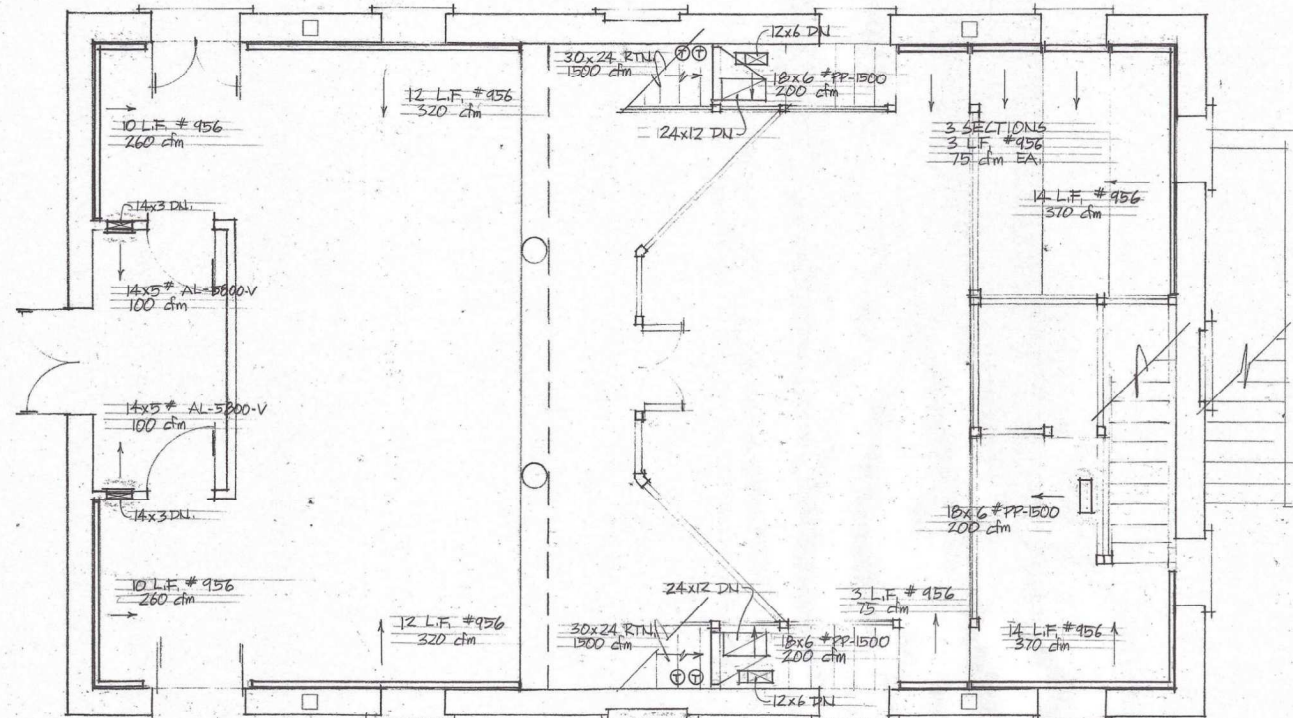 12x6 DN
30x24 RTN.
1500 cfm
T T
18x6 #PP-1500
200 cfm
12 L.F. #956
320 cfm
10 L.F. #956
260 cfm
24x12 DN
3 SECTIONS
3 L.F. #956
75 cfm EA.
14 L.F. #956
370 cfm
14x3 DN.
14x5 # AL-5800-V
100 cfm
14x5 # AL-5800-V
100 cfm
14x3 DN.
18x6 #PP-1500
200 cfm
10 L.F. #956
260 cfm
24x12 DN
3 L.F. #956
75 cfm
12 L.F. #956
320 cfm
30x24 RTN.
1500 cfm
18x6 #PP-1500
200 cfm
14 L.F. #956
370 cfm
T T
12x6 DN